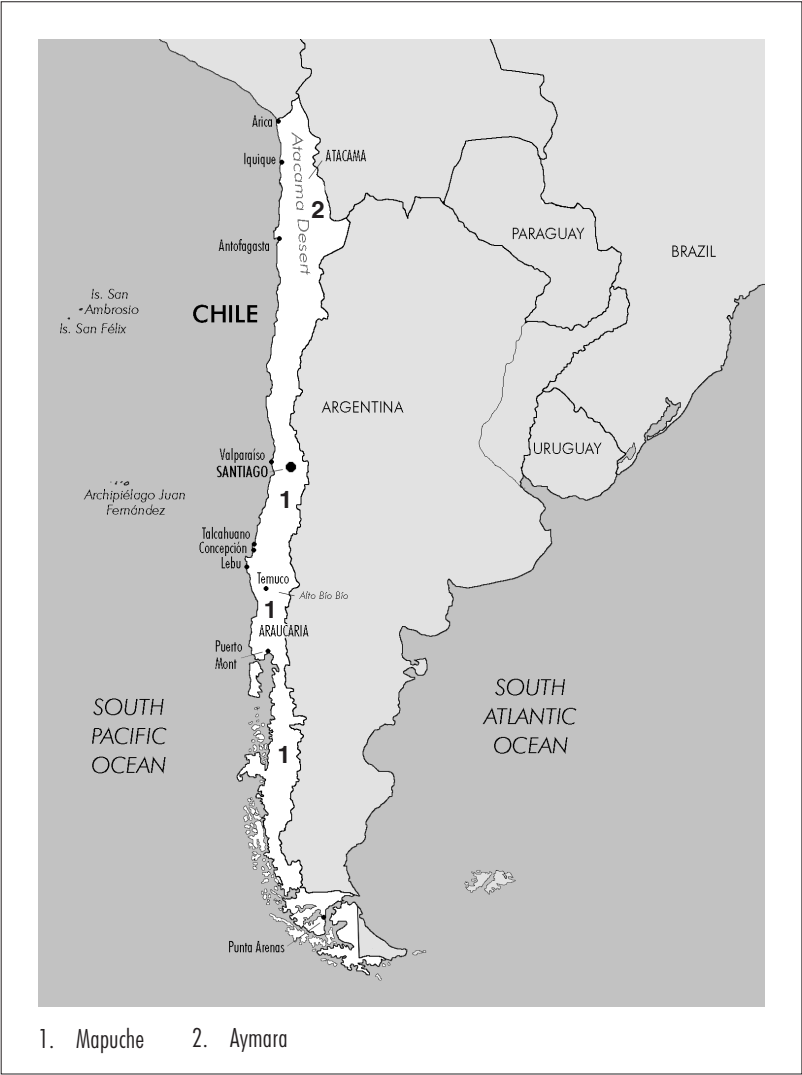 Arica
Iquique
ATACAMA
Atacama Desert
2
Antofagasta
PARAGUAY
BRAZIL
Is. San
Ambrosio
Is. San Félix
CHILE
ARGENTINA
URUGUAY
Valparaíso
SANTIAGO
1
Archipiélago Juan
Fernández
Talcahuano
Concepción
Lebu
Temuco
Alto Bío Bío
1
ARAUCARIA
Puerto
Mont
SOUTH
PACIFIC
OCEAN
SOUTH
ATLANTIC
OCEAN
1
Punta Arenas
1. Mapuche 2. Aymara